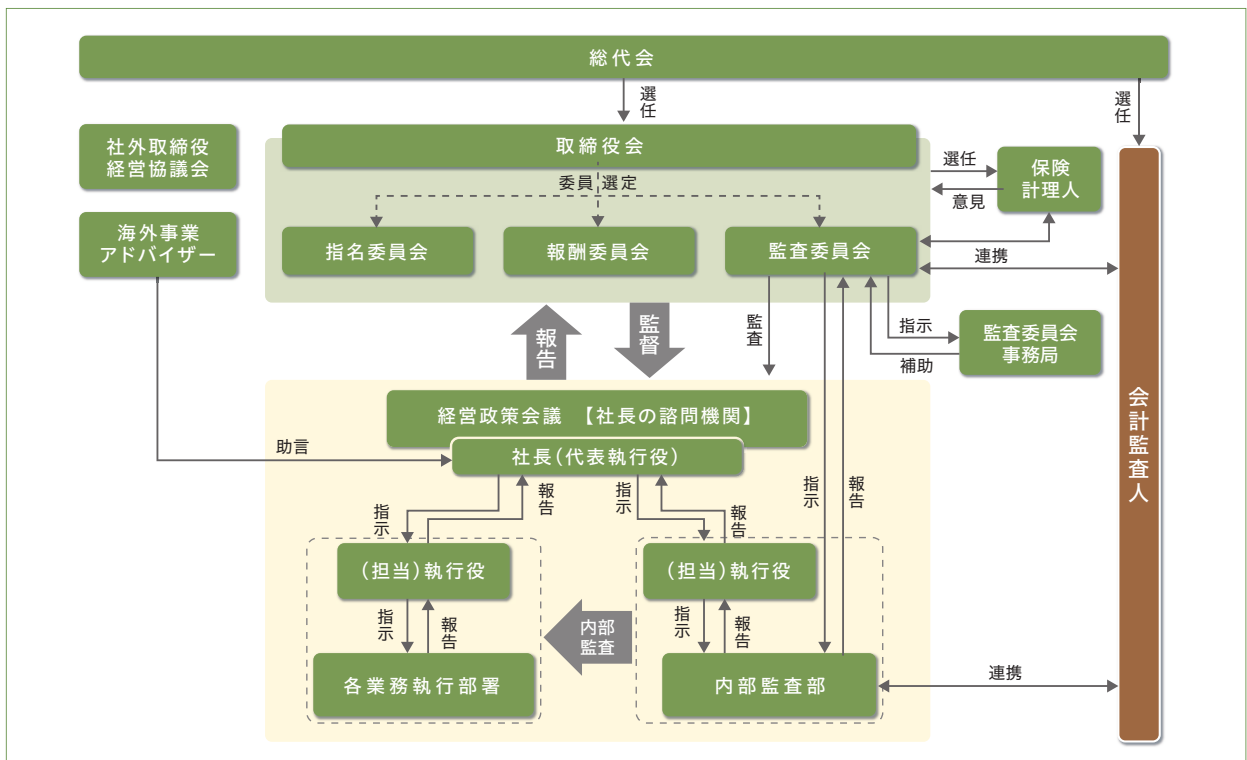 総代会
選任
選任
社外取締役
経営協議会
取締役会
選任
意見
保険
計理人
委員 選定
海外事業
アドバイザー
指名委員会
報酬委員会
監査委員会
連携
報告
監督
監査
指示
補助
監査委員会
事務局
会計監査人
経営政策会議 【社長の諮問機関】
助言
社長(代表執行役)
指示
報告
指示
報告
指示
報告
(担当)執行役
(担当)執行役
指示
報告
内部
監査
指示
報告
各業務執行部署
内部監査部
連携